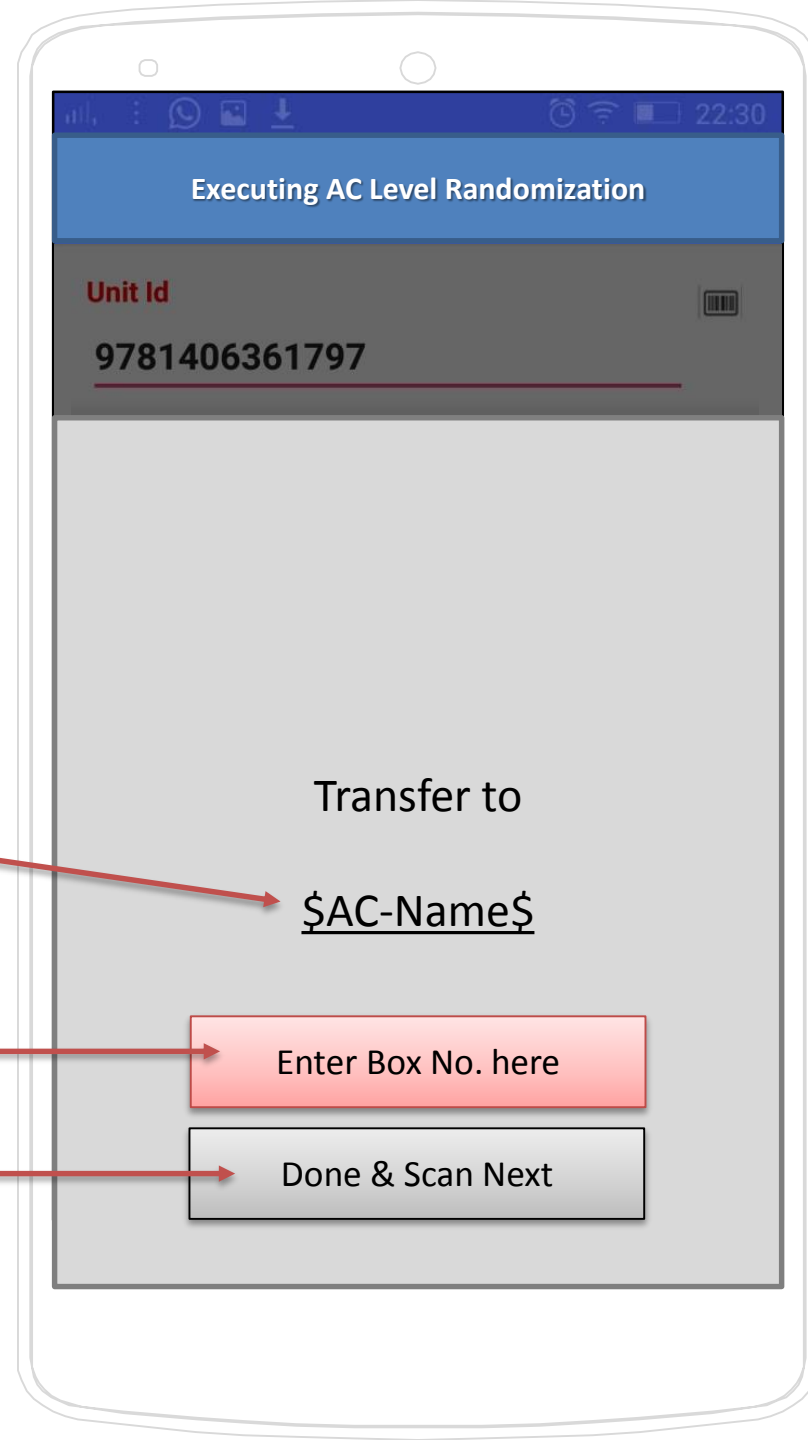 22:30
Executing AC Level Randomization
Unit Id
9781406361797
Transfer to
$AC-Name$
Enter Box No. here
Done & Scan Next